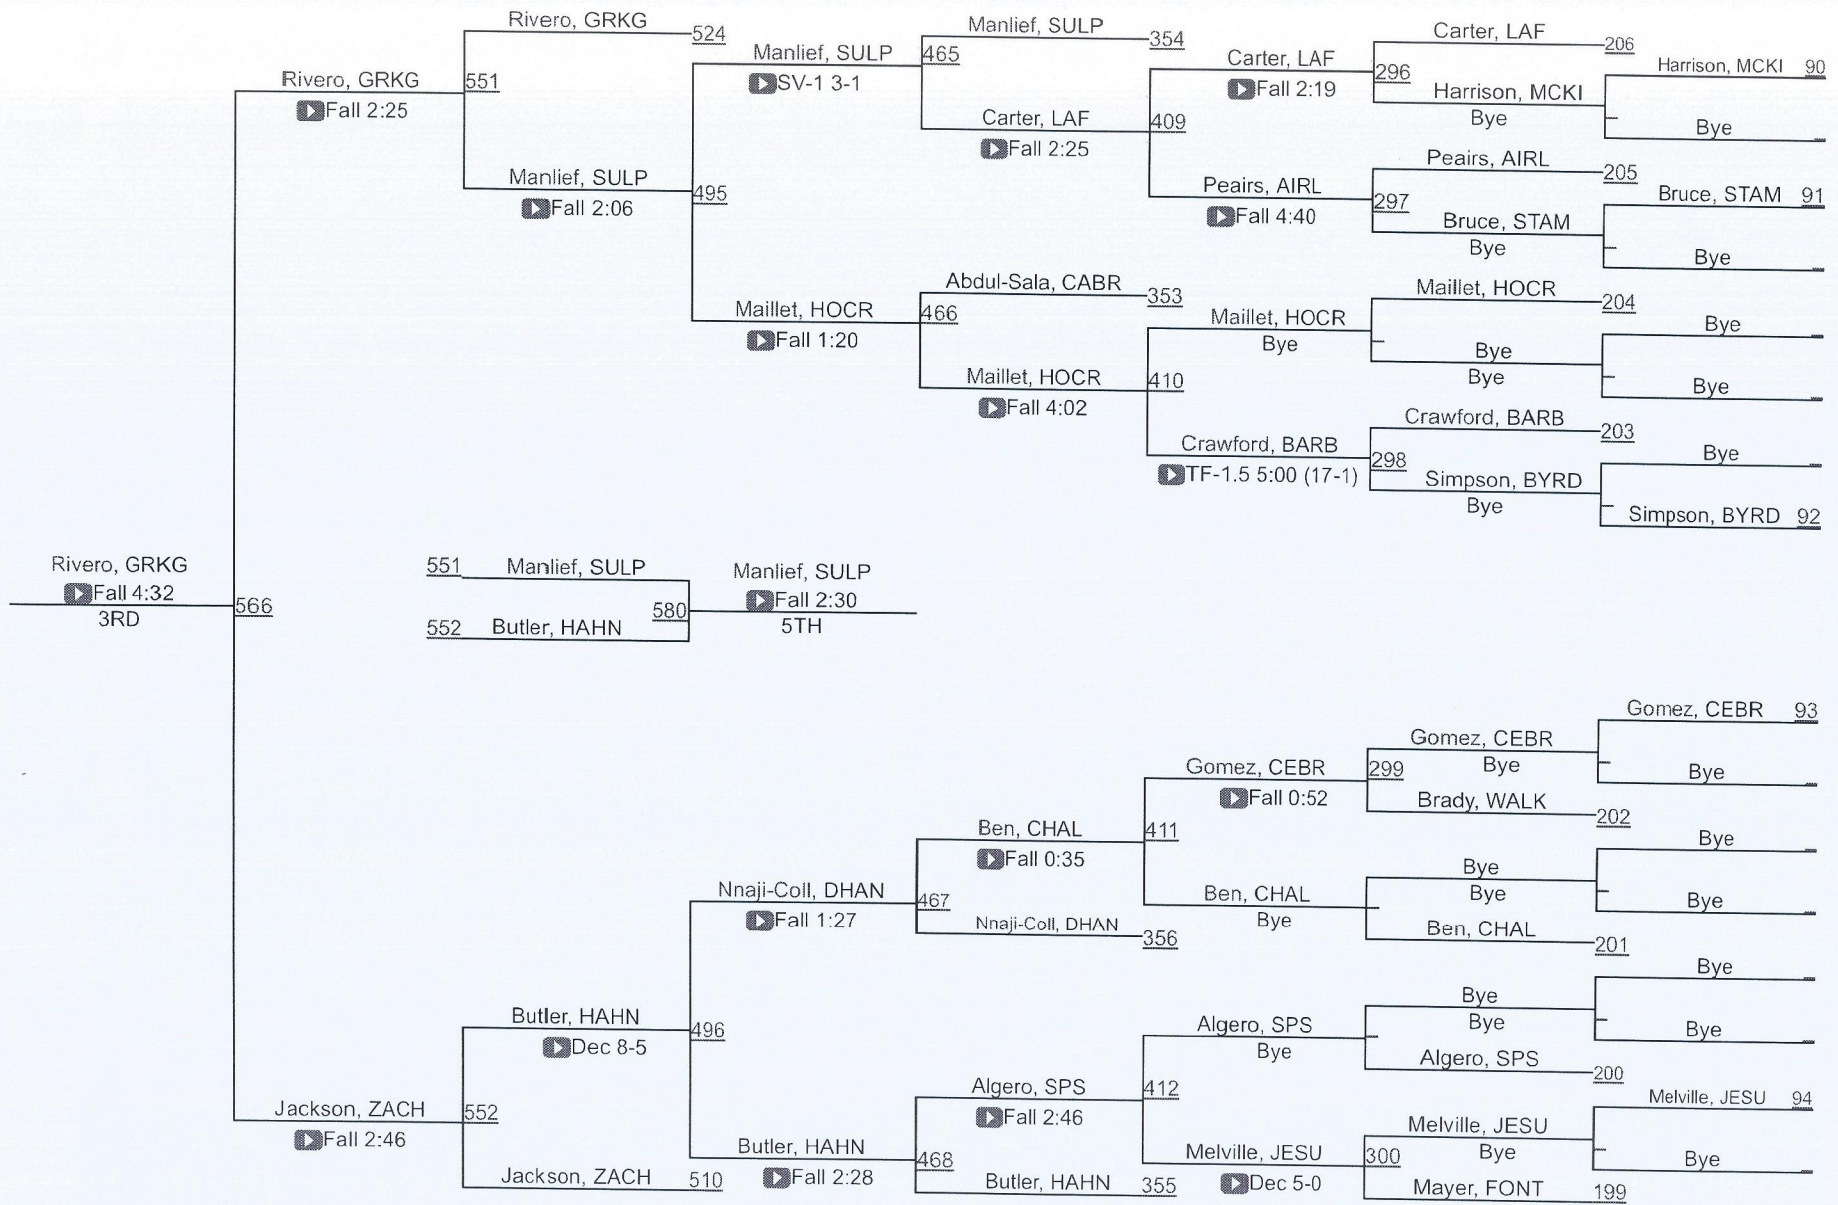 Rivero, GRKG
524
Rivero, GRKG
Fall 2:25
551
Manlief, SULP
Fall 2:06
495
Manlief, SULP
SV-1 3-1
465
Manlief, SULP
354
Carter, LAF
Fall 2:25
409
Carter, LAF
Fall 2:19
296
Carter, LAF
206
Harrison, MCKI
Bye
Harrison, MCKI 90
Bye
Peairs, AIRL
Fall 4:40
297
Peairs, AIRL
205
Bruce, STAM
Bye
Bruce, STAM 91
Bye
Maillet, HOCR
Fall 1:20
466
Abdul-Sala, CABR
353
Maillet, HOCR
Fall 4:02
410
Maillet, HOCR
Bye
Maillet, HOCR
204
Bye
Bye
Bye
Bye
Crawford, BARB
TF-1.5 5:00 (17-1)
298
Crawford, BARB
203
Simpson, BYRD
Bye
Bye
Simpson, BYRD 92
Rivero, GRKG
Fall 4:32
3RD
566
551 Manlief, SULP
552 Butler, HAHN
580
Manlief, SULP
Fall 2:30
5TH
Gomez, CEBR 93
Bye
Gomez, CEBR
Bye
299
Brady, WALK
202
Gomez, CEBR
Fall 0:52
411
Ben, CHAL
Fall 0:35
467
Ben, CHAL
Bye
Bye
Bye
Bye
Bye
Ben, CHAL
201
Nnaji-Coll, DHAN
Fall 1:27
496
Nnaji-Coll, DHAN
356
Butler, HAHN
Dec 8-5
552
Jackson, ZACH
Fall 2:46
Jackson, ZACH
510
Butler, HAHN
Fall 2:28
468
Algero, SPS
Fall 2:46
412
Butler, HAHN
355
Algero, SPS
Bye
Bye
Bye
Bye
Bye
Algero, SPS
200
Melville, JESU
Dec 5-0
300
Melville, JESU
Bye
Melville, JESU 94
Bye
Mayer, FONT
199